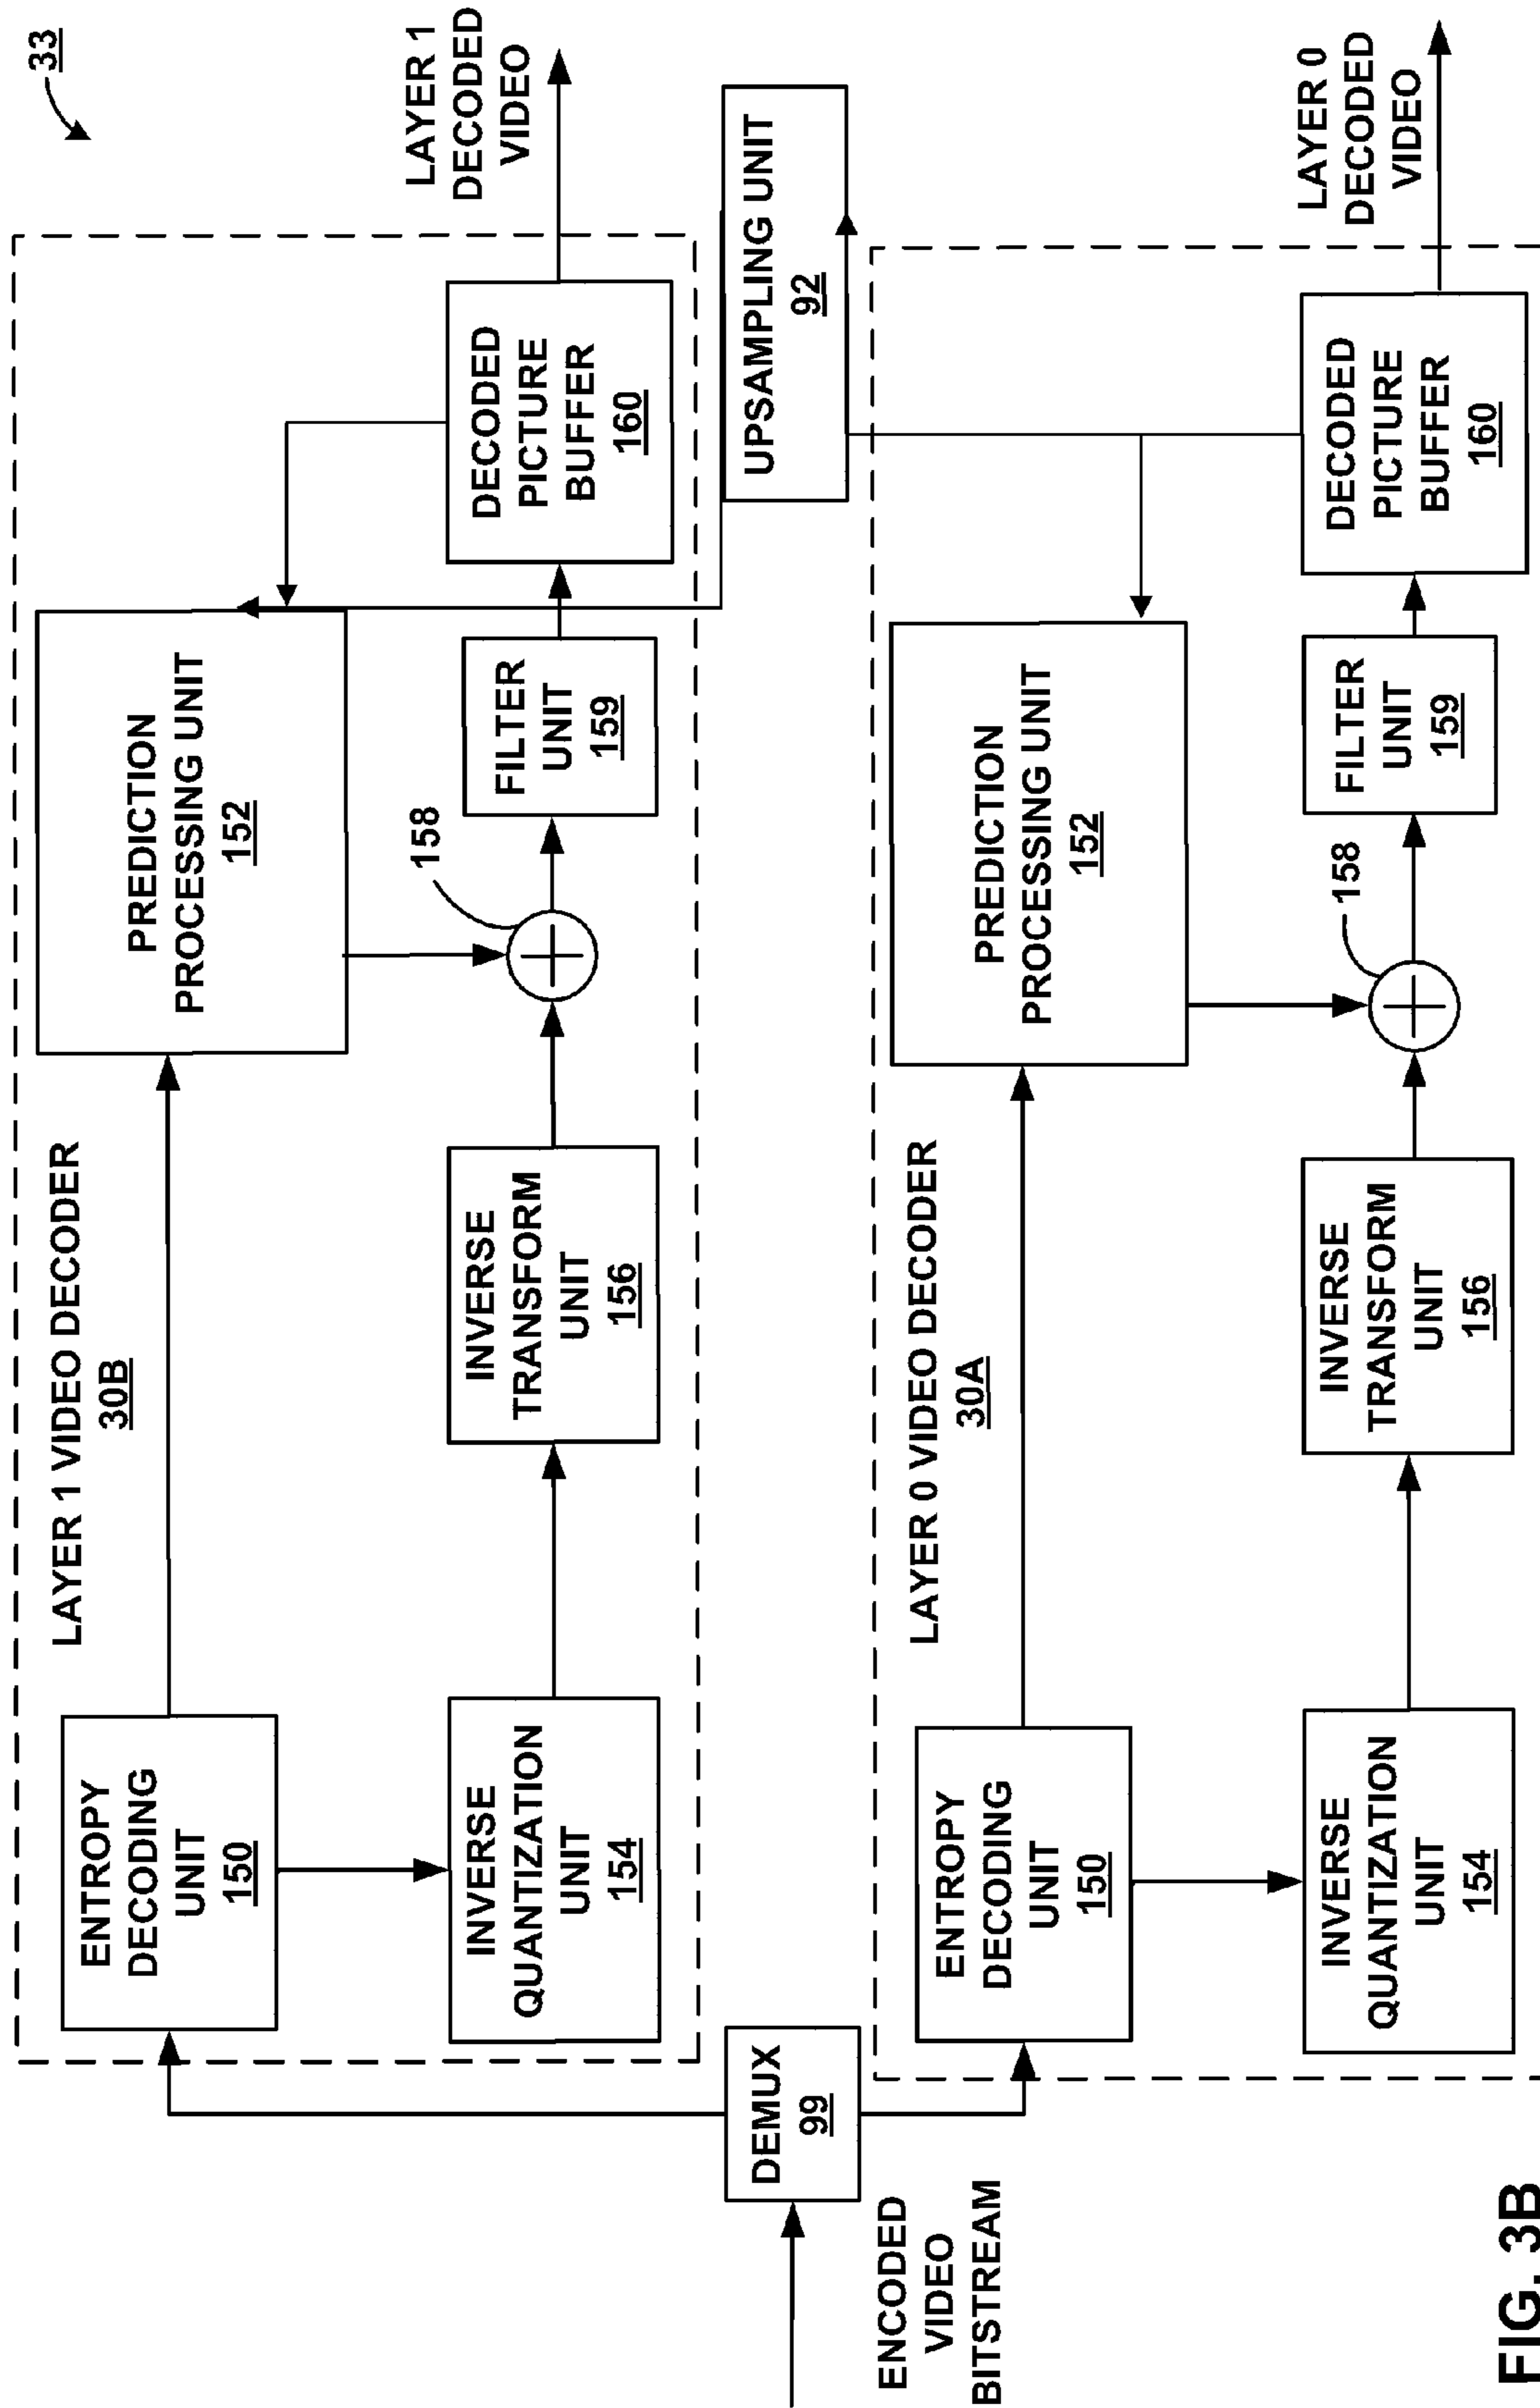 33
LAYER 1 VIDEO DECODER
30B
ENTROPY
DECODING
UNIT
150
PREDICTION
PROCESSING UNIT
152
INVERSE
QUANTIZATION
UNIT
154
INVERSE
TRANSFORM
UNIT
156
158
FILTER
UNIT
159
DECODED
PICTURE
BUFFER
160
LAYER 1
DECODED
VIDEO
ENCODED
VIDEO
BITSTREAM
DEMUX
99
UPSAMPLING UNIT
92
LAYER 0 VIDEO DECODER
30A
ENTROPY
DECODING
UNIT
150
PREDICTION
PROCESSING UNIT
152
INVERSE
QUANTIZATION
UNIT
154
INVERSE
TRANSFORM
UNIT
156
158
FILTER
UNIT
159
DECODED
PICTURE
BUFFER
160
LAYER 0
DECODED
VIDEO
FIG. 3B